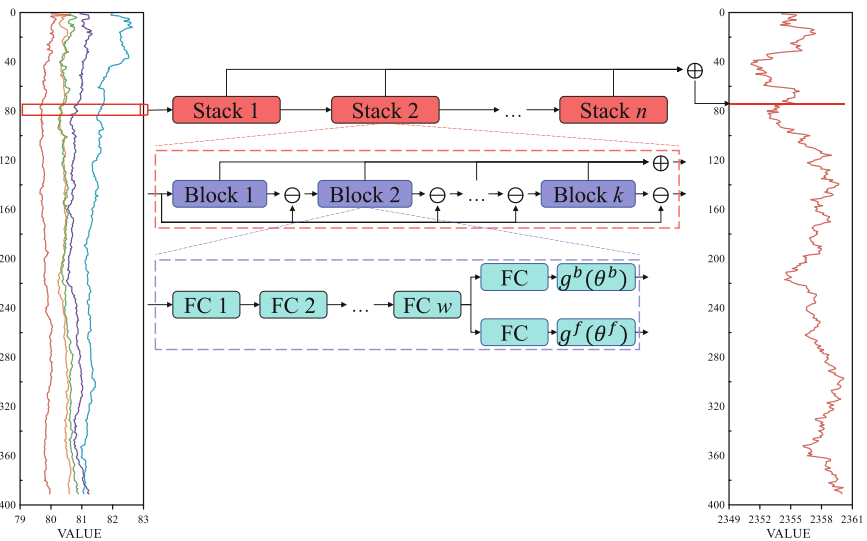 0
40
80
120
160
200
240
280
320
360
400
79 80 81 82 83
VALUE
Stack 1 Stack 2 … Stack n
Block 1 Block 2 … Block k
FC 1 FC 2 … FC w
FC g^b(θ^b)
FC g^f(θ^f)
0
40
80
120
160
200
240
280
320
360
400
2349 2352 2355 2358 2361
VALUE